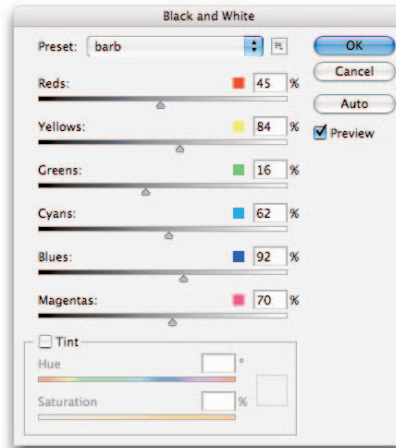 Black and White
Preset: barb
OK
Cancel
Auto
Preview
Reds: 45 %
Yellows: 84 %
Greens: 16 %
Cyans: 62 %
Blues: 92 %
Magentas: 70 %
Tint
Hue °
Saturation %